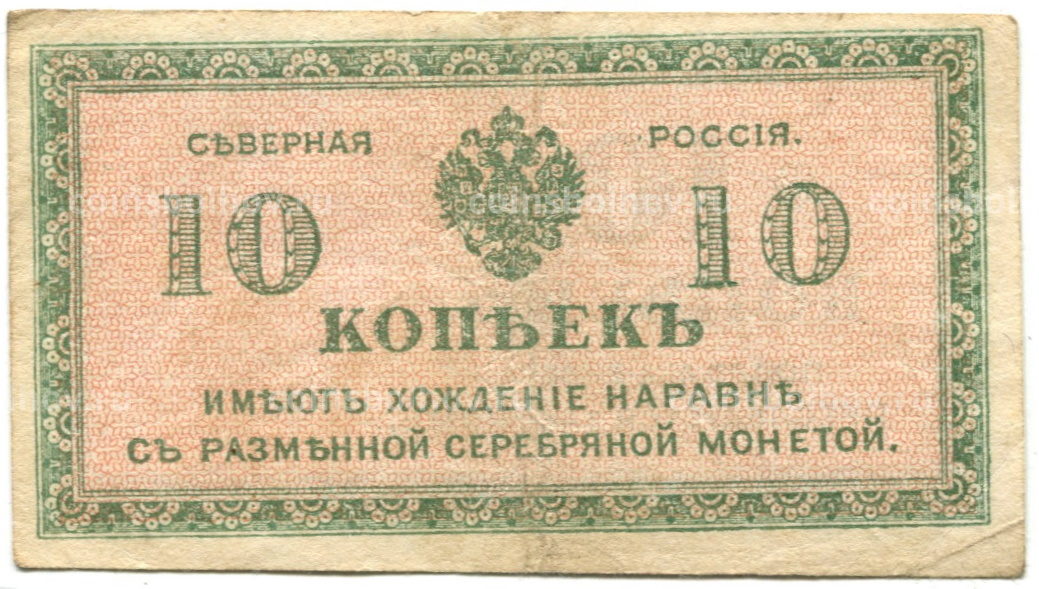 СѢВЕРНАЯ РОССІЯ.
10 10
КОПѢЕКЪ
ИМѢЮТЪ ХОЖДЕНІЕ НАРАВНѢ
СЪ РАЗМѢННОЙ СЕРЕБРЯНОЙ МОНЕТОЙ.